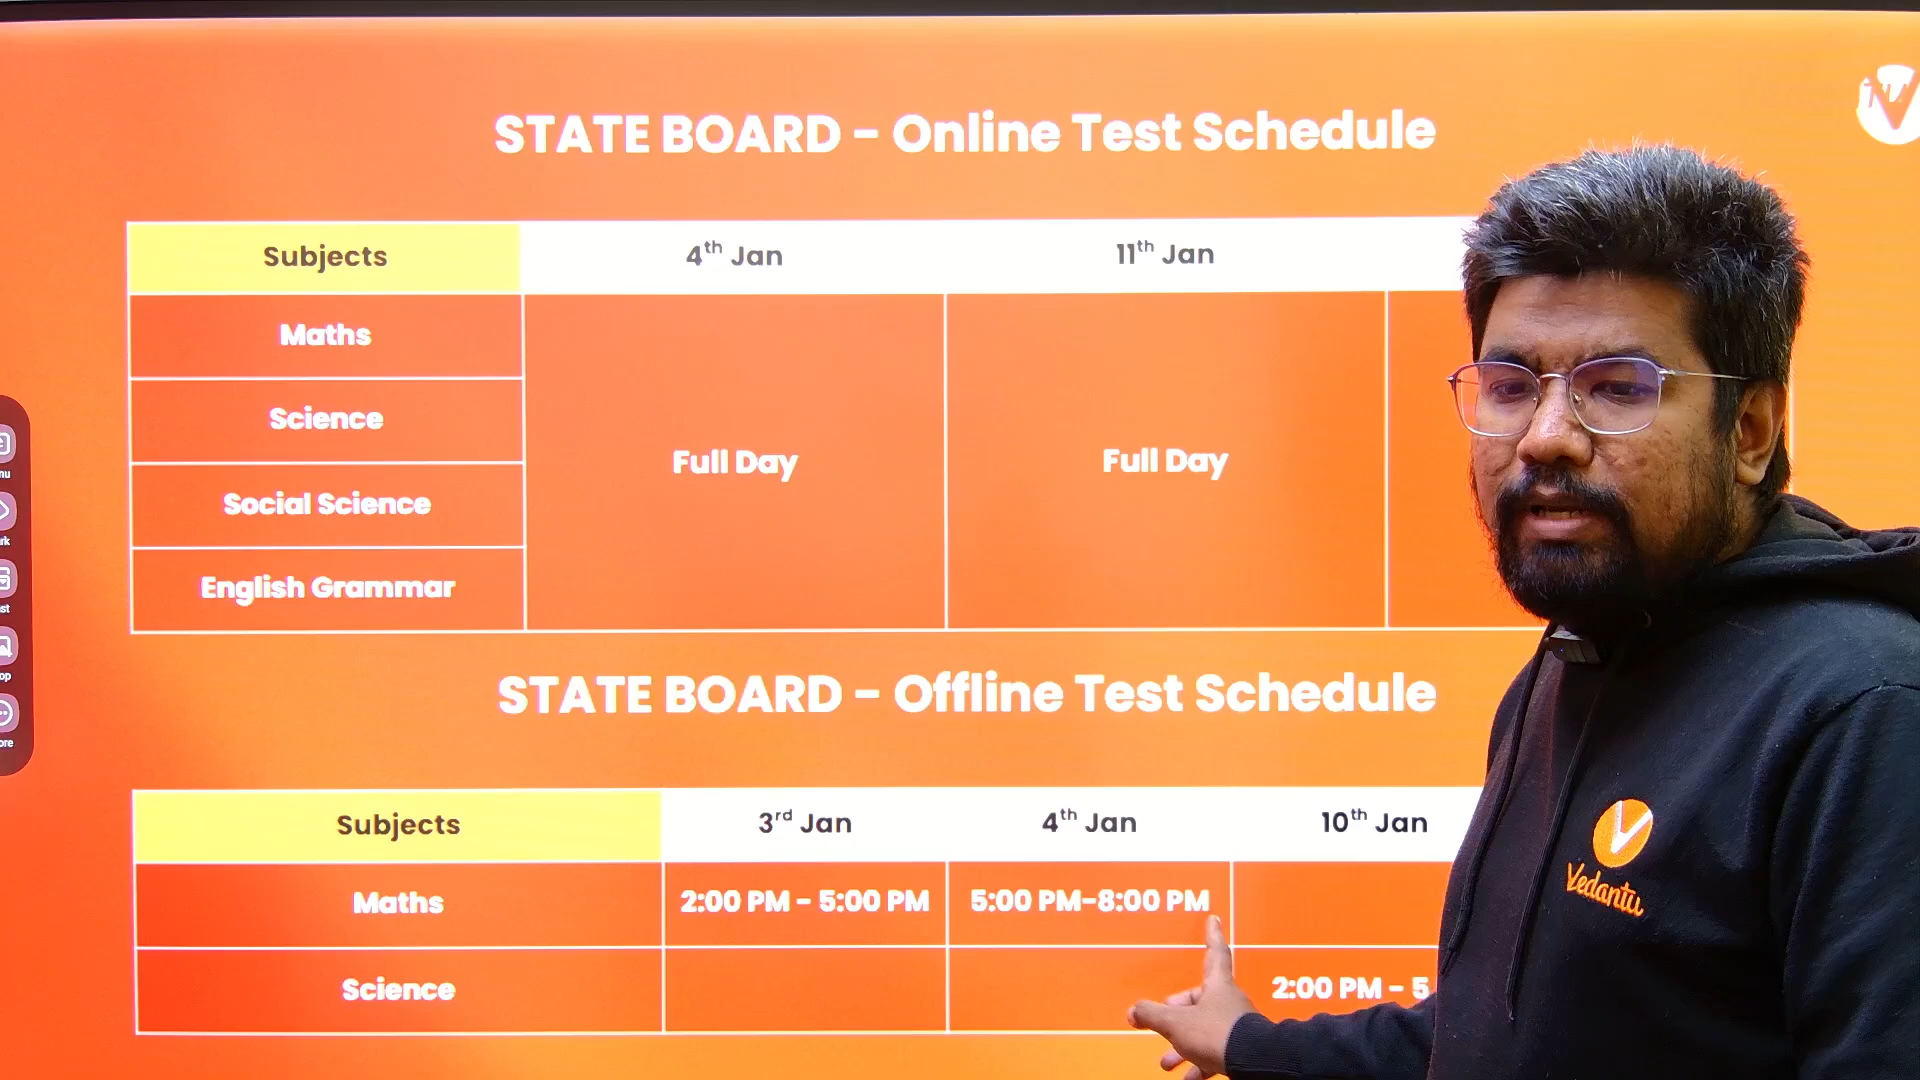 STATE BOARD - Online Test Schedule
Subjects 4th Jan 11th Jan
Maths
Science
Social Science
English Grammar
Full Day Full Day
STATE BOARD - Offline Test Schedule
Subjects 3rd Jan 4th Jan 10th Jan
Maths 2:00 PM - 5:00 PM 5:00 PM-8:00 PM
Science 2:00 PM - 5
Vedantu